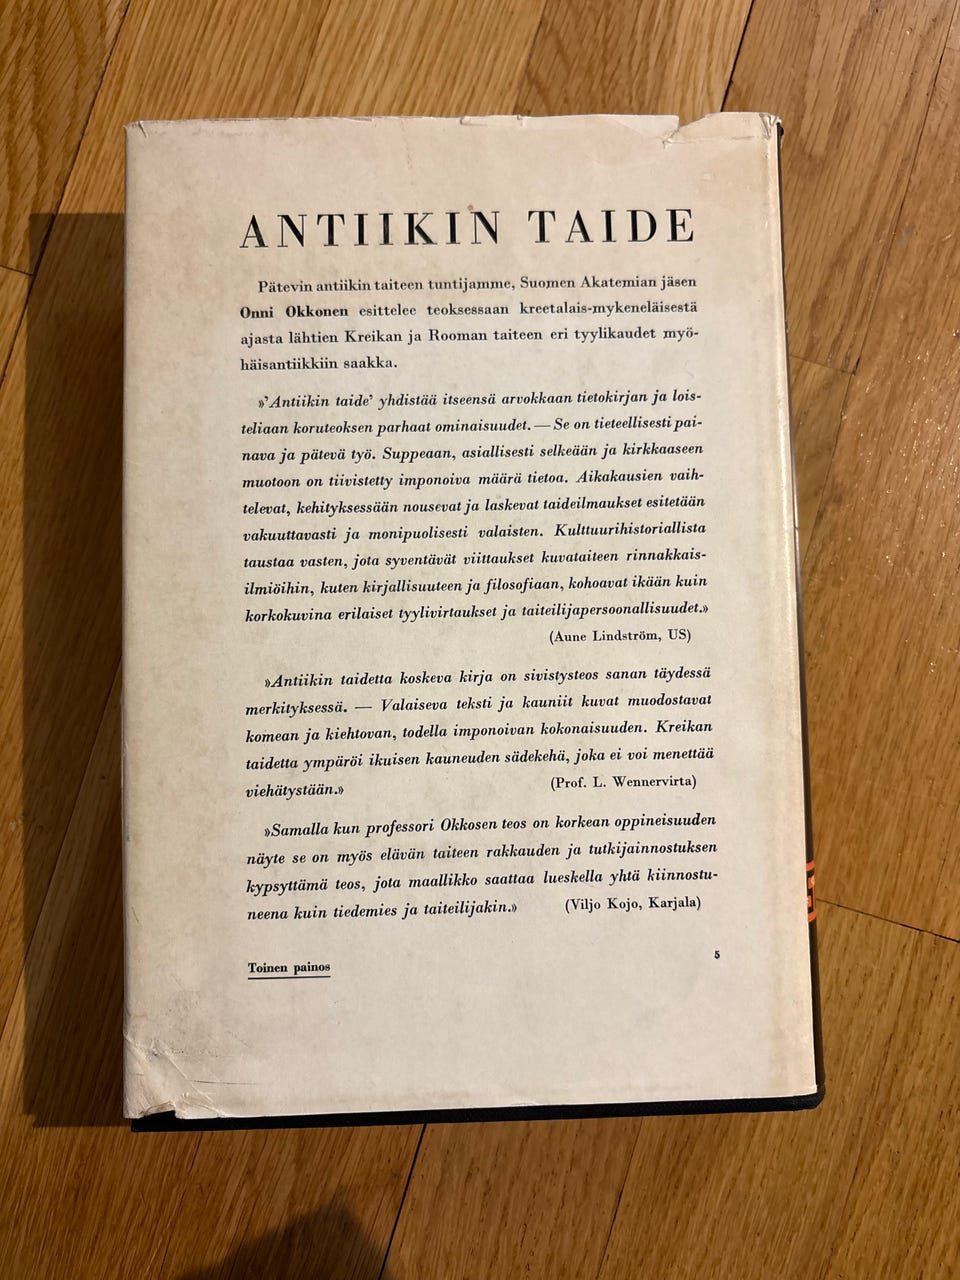 ANTIIKIN TAIDE
Pätevin antiikin taiteen tuntijamme, Suomen Akatemian jäsen
Onni Okkonen esittelee teoksessaan kreetalais-mykeneläisestä
ajasta lähtien Kreikan ja Rooman taiteen eri tyylikaudet myö-
häisantiikkiin saakka.
»'Antiikin taide' yhdistää itseensä arvokkaan tietokirjan ja lois-
teliaan koruteoksen parhaat ominaisuudet. — Se on tieteellisesti pai-
nava ja pätevä työ. Suppeaan, asiallisesti selkeään ja kirkkaaseen
muotoon on tiivistetty imponoiva määrä tietoa. Aikakausien vaih-
televat, kehityksessään nousevat ja laskevat taideilmaukset esitetään
vakuuttavasti ja monipuolisesti valaisten. Kulttuurihistoriallista
taustaa vasten, jota syventävät viittaukset kuvataiteen rinnakkais-
ilmiöihin, kuten kirjallisuuteen ja filosofiaan, kohoavat ikään kuin
korkokuvina erilaiset tyylivirtaukset ja taiteilijapersoonallisuudet.»
(Aune Lindström, US)
»Antiikin taidetta koskeva kirja on sivistysteos sanan täydessä
merkityksessä. — Valaiseva teksti ja kauniit kuvat muodostavat
komean ja kiehtovan, todella imponoivan kokonaisuuden. Kreikan
taidetta ympäröi ikuisen kauneuden sädekehä, joka ei voi menettää
viehätystään.» (Prof. L. Wennervirta)
»Samalla kun professori Okkosen teos on korkean oppineisuuden
näyte se on myös elävän taiteen rakkauden ja tutkijainnostuksen
kypsyttämä teos, jota maallikko saattaa lueskella yhtä kiinnostu-
neena kuin tiedemies ja taiteilijakin.» (Viljo Kojo, Karjala)
5
Toinen painos